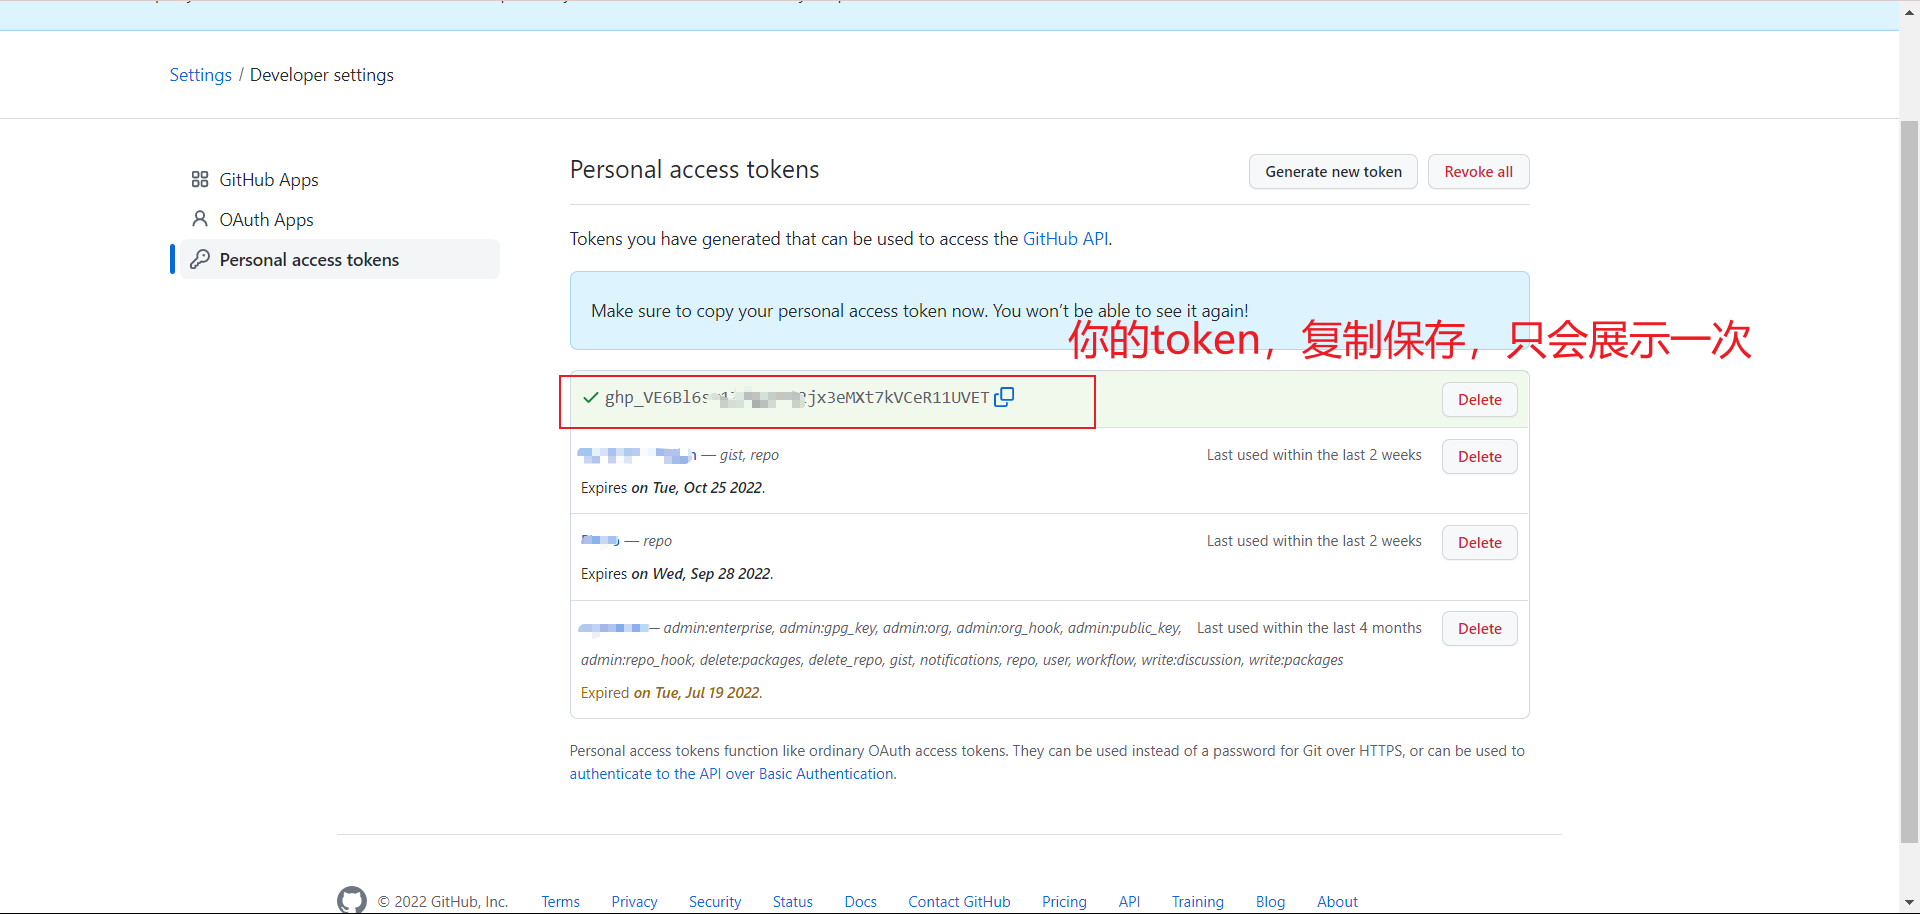 Settings / Developer settings
GitHub Apps
OAuth Apps
Personal access tokens
Personal access tokens
Generate new token
Revoke all
Tokens you have generated that can be used to access the GitHub API.
Make sure to copy your personal access token now. You won't be able to see it again!
你的token，复制保存，只会展示一次
ghp_VE6Bl6s jx3eMXt7kVCeR11UVET
Delete
— gist, repo
Last used within the last 2 weeks
Delete
Expires on Tue, Oct 25 2022.
— repo
Last used within the last 2 weeks
Delete
Expires on Wed, Sep 28 2022.
— admin:enterprise, admin:gpg_key, admin:org, admin:org_hook, admin:public_key,
Last used within the last 4 months
Delete
admin:repo_hook, delete:packages, delete_repo, gist, notifications, repo, user, workflow, write:discussion, write:packages
Expired on Tue, Jul 19 2022.
Personal access tokens function like ordinary OAuth access tokens. They can be used instead of a password for Git over HTTPS, or can be used to
authenticate to the API over Basic Authentication.
© 2022 GitHub, Inc.
Terms
Privacy
Security
Status
Docs
Contact GitHub
Pricing
API
Training
Blog
About